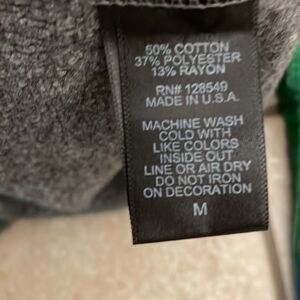 50% COTTON
37% POLYESTER
13% RAYON
RN# 128549
MADE IN U.S.A.
MACHINE WASH
COLD WITH
LIKE COLORS
INSIDE OUT
LINE OR AIR DRY
DO NOT IRON
ON DECORATION
M